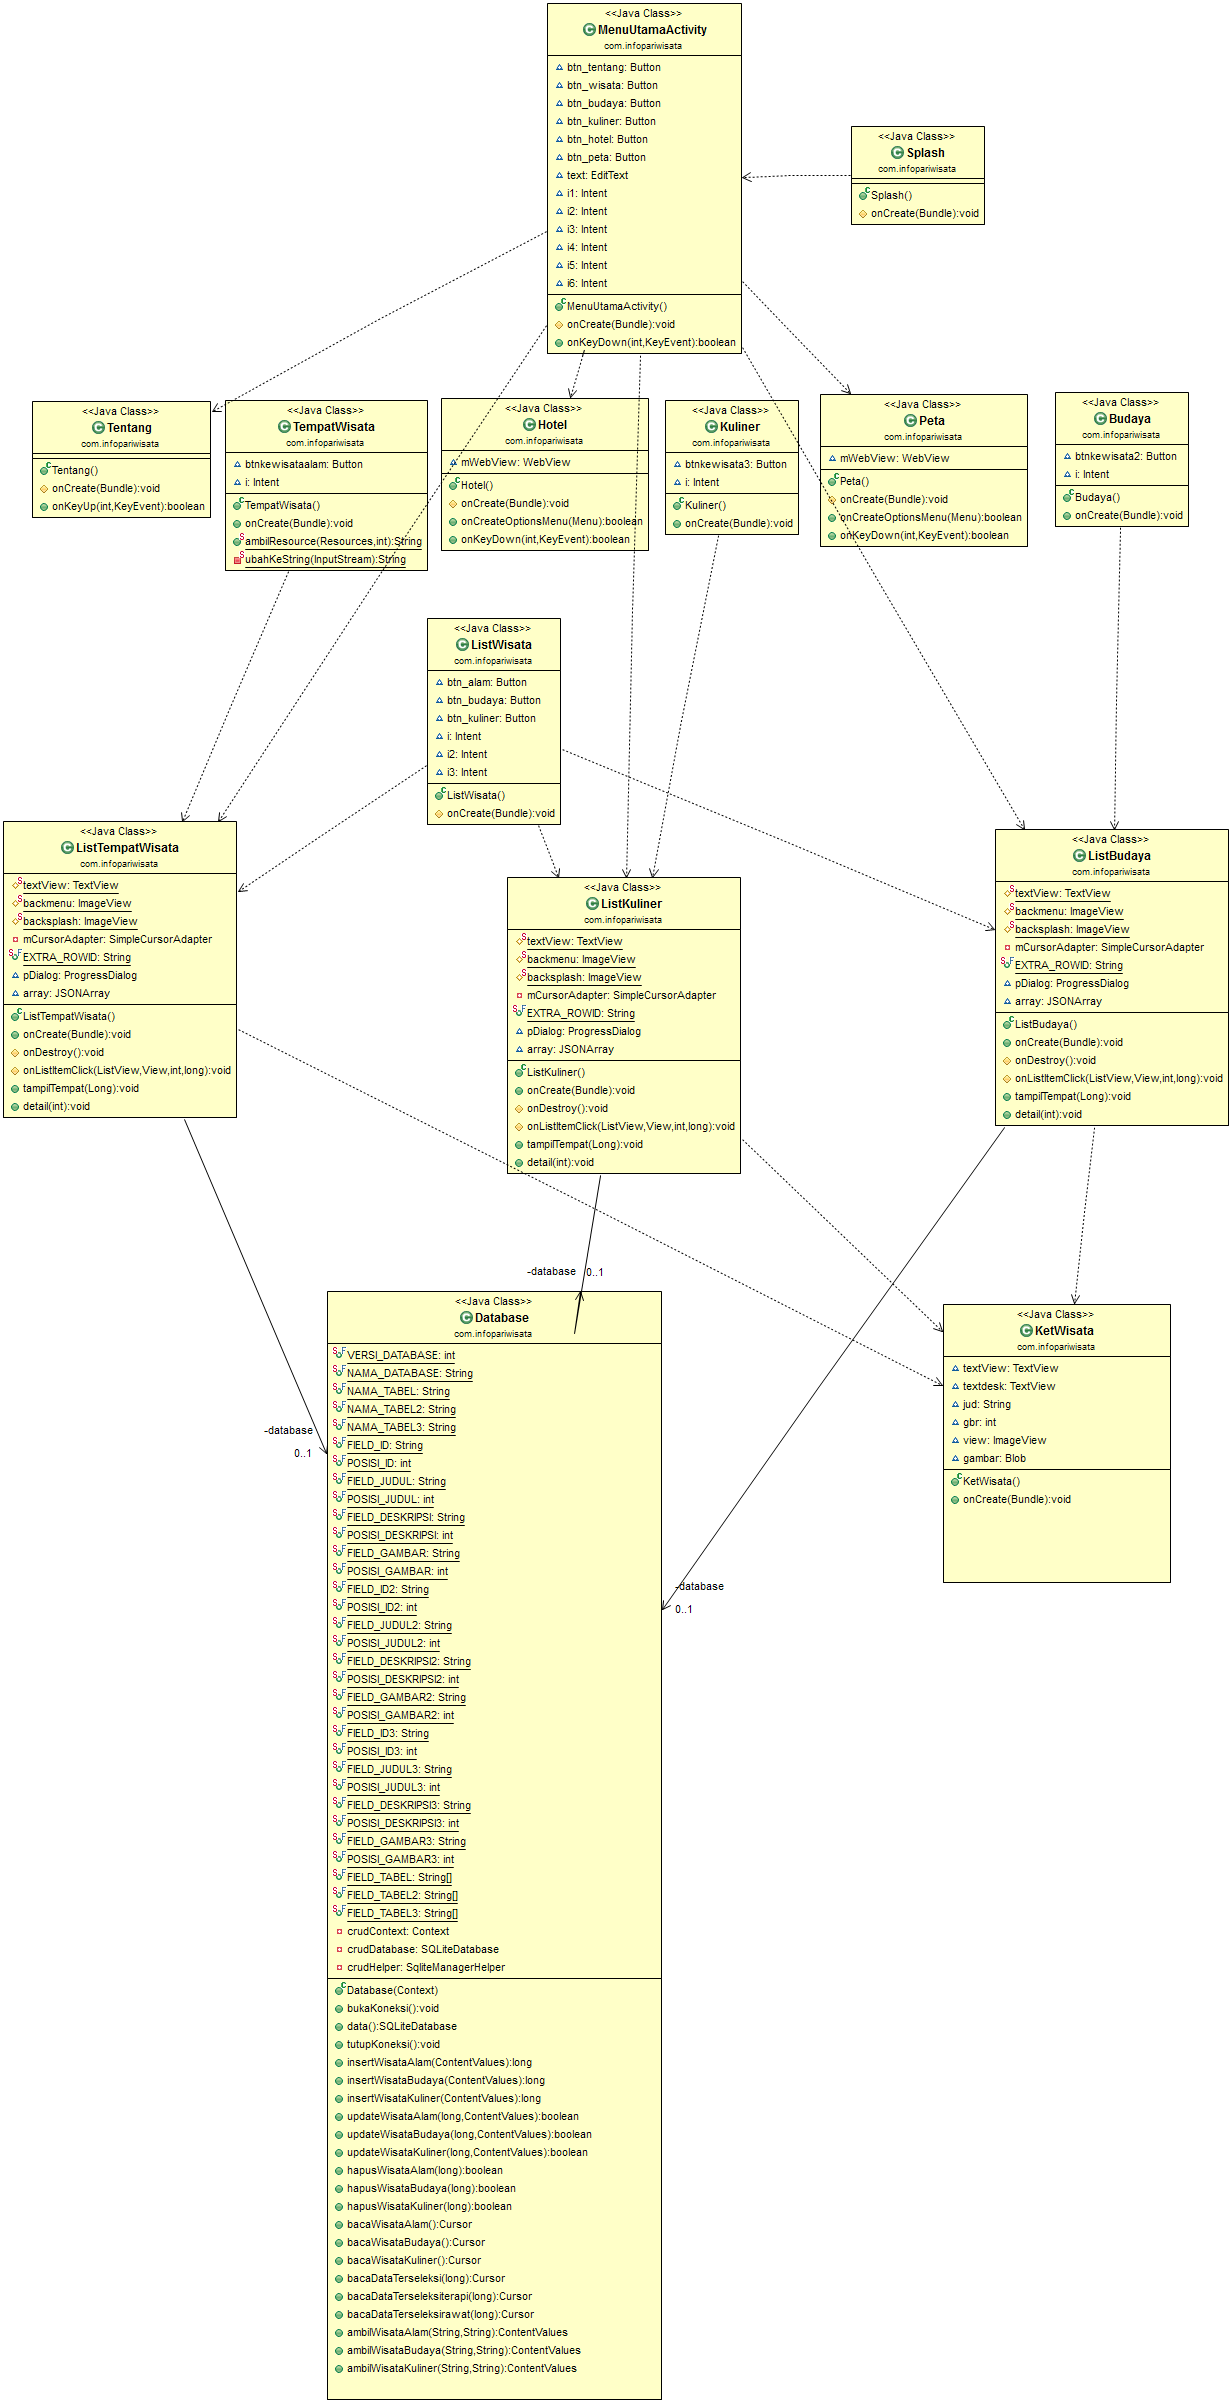 <<Java Class>>
MenuUtamaActivity
com.infopariwisata
btn_tentang: Button
btn_wisata: Button
btn_budaya: Button
btn_kuliner: Button
btn_hotel: Button
btn_peta: Button
text: EditText
i1: Intent
i2: Intent
i3: Intent
i4: Intent
i5: Intent
i6: Intent
MenuUtamaActivity()
onCreate(Bundle):void
onKeyDown(int,KeyEvent):boolean
<<Java Class>>
Splash
com.infopariwisata
Splash()
onCreate(Bundle):void
<<Java Class>>
Tentang
com.infopariwisata
Tentang()
onCreate(Bundle):void
onKeyUp(int,KeyEvent):boolean
<<Java Class>>
TempatWisata
com.infopariwisata
btnkewisataalam: Button
i: Intent
TempatWisata()
onCreate(Bundle):void
ambilResource(Resources,int):String
ubahKeString(InputStream):String
<<Java Class>>
Hotel
com.infopariwisata
mWebView: WebView
Hotel()
onCreate(Bundle):void
onCreateOptionsMenu(Menu):boolean
onKeyDown(int,KeyEvent):boolean
<<Java Class>>
Kuliner
com.infopariwisata
btnkewisata3: Button
i: Intent
Kuliner()
onCreate(Bundle):void
<<Java Class>>
Peta
com.infopariwisata
mWebView: WebView
Peta()
onCreate(Bundle):void
onCreateOptionsMenu(Menu):boolean
onKeyDown(int,KeyEvent):boolean
<<Java Class>>
Budaya
com.infopariwisata
btnkewisata2: Button
i: Intent
Budaya()
onCreate(Bundle):void
<<Java Class>>
ListWisata
com.infopariwisata
btn_alam: Button
btn_budaya: Button
btn_kuliner: Button
i: Intent
i2: Intent
i3: Intent
ListWisata()
onCreate(Bundle):void
<<Java Class>>
ListTempatWisata
com.infopariwisata
textView: TextView
backmenu: ImageView
backsplash: ImageView
mCursorAdapter: SimpleCursorAdapter
EXTRA_ROWID: String
pDialog: ProgressDialog
array: JSONArray
ListTempatWisata()
onCreate(Bundle):void
onDestroy():void
onListItemClick(ListView,View,int,long):void
tampilTempat(Long):void
detail(int):void
<<Java Class>>
ListKuliner
com.infopariwisata
textView: TextView
backmenu: ImageView
backsplash: ImageView
mCursorAdapter: SimpleCursorAdapter
EXTRA_ROWID: String
pDialog: ProgressDialog
array: JSONArray
ListKuliner()
onCreate(Bundle):void
onDestroy():void
onListItemClick(ListView,View,int,long):void
tampilTempat(Long):void
detail(int):void
<<Java Class>>
ListBudaya
com.infopariwisata
textView: TextView
backmenu: ImageView
backsplash: ImageView
mCursorAdapter: SimpleCursorAdapter
EXTRA_ROWID: String
pDialog: ProgressDialog
array: JSONArray
ListBudaya()
onCreate(Bundle):void
onDestroy():void
onListItemClick(ListView,View,int,long):void
tampilTempat(Long):void
detail(int):void
-database
0..1
-database
0..1
-database
0..1
<<Java Class>>
Database
com.infopariwisata
VERSI_DATABASE: int
NAMA_DATABASE: String
NAMA_TABEL: String
NAMA_TABEL2: String
NAMA_TABEL3: String
FIELD_ID: String
POSISI_ID: int
FIELD_JUDUL: String
POSISI_JUDUL: int
FIELD_DESKRIPSI: String
POSISI_DESKRIPSI: int
FIELD_GAMBAR: String
POSISI_GAMBAR: int
FIELD_ID2: String
POSISI_ID2: int
FIELD_JUDUL2: String
POSISI_JUDUL2: int
FIELD_DESKRIPSI2: String
POSISI_DESKRIPSI2: int
FIELD_GAMBAR2: String
POSISI_GAMBAR2: int
FIELD_ID3: String
POSISI_ID3: int
FIELD_JUDUL3: String
POSISI_JUDUL3: int
FIELD_DESKRIPSI3: String
POSISI_DESKRIPSI3: int
FIELD_GAMBAR3: String
POSISI_GAMBAR3: int
FIELD_TABEL: String[]
FIELD_TABEL2: String[]
FIELD_TABEL3: String[]
crudContext: Context
crudDatabase: SQLiteDatabase
crudHelper: SqliteManagerHelper
Database(Context)
bukaKoneksi():void
data():SQLiteDatabase
tutupKoneksi():void
insertWisataAlam(ContentValues):long
insertWisataBudaya(ContentValues):long
insertWisataKuliner(ContentValues):long
updateWisataAlam(long,ContentValues):boolean
updateWisataBudaya(long,ContentValues):boolean
updateWisataKuliner(long,ContentValues):boolean
hapusWisataAlam(long):boolean
hapusWisataBudaya(long):boolean
hapusWisataKuliner(long):boolean
bacaWisataAlam():Cursor
bacaWisataBudaya():Cursor
bacaWisataKuliner():Cursor
bacaDataTerseleksi(long):Cursor
bacaDataTerseleksiterapi(long):Cursor
bacaDataTerseleksirawat(long):Cursor
ambilWisataAlam(String,String):ContentValues
ambilWisataBudaya(String,String):ContentValues
ambilWisataKuliner(String,String):ContentValues
<<Java Class>>
KetWisata
com.infopariwisata
textView: TextView
textdesk: TextView
jud: String
gbr: int
view: ImageView
gambar: Blob
KetWisata()
onCreate(Bundle):void